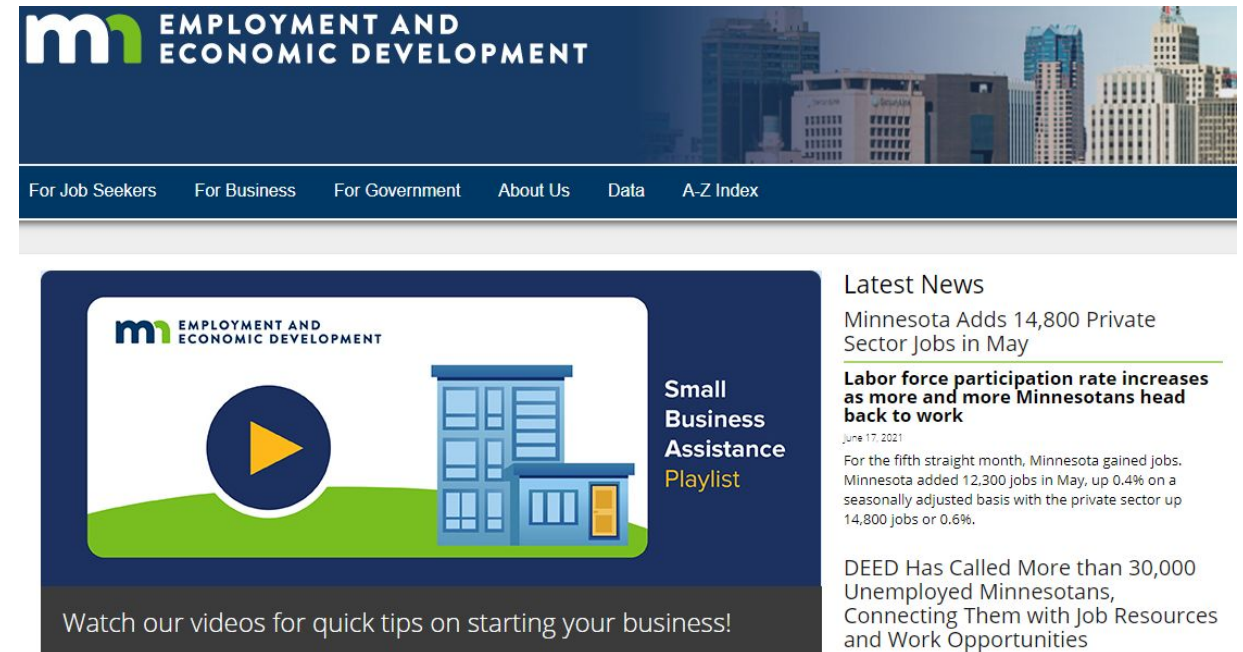 mn EMPLOYMENT AND
ECONOMIC DEVELOPMENT
For Job Seekers For Business For Government About Us Data A-Z Index
mn EMPLOYMENT AND
ECONOMIC DEVELOPMENT
Small
Business
Assistance
Playlist
Watch our videos for quick tips on starting your business!
Latest News
Minnesota Adds 14,800 Private
Sector Jobs in May
Labor force participation rate increases
as more and more Minnesotans head
back to work
June 17, 2021
For the fifth straight month, Minnesota gained jobs.
Minnesota added 12,300 jobs in May, up 0.4% on a
seasonally adjusted basis with the private sector up
14,800 jobs or 0.6%.
DEED Has Called More than 30,000
Unemployed Minnesotans,
Connecting Them with Job Resources
and Work Opportunities